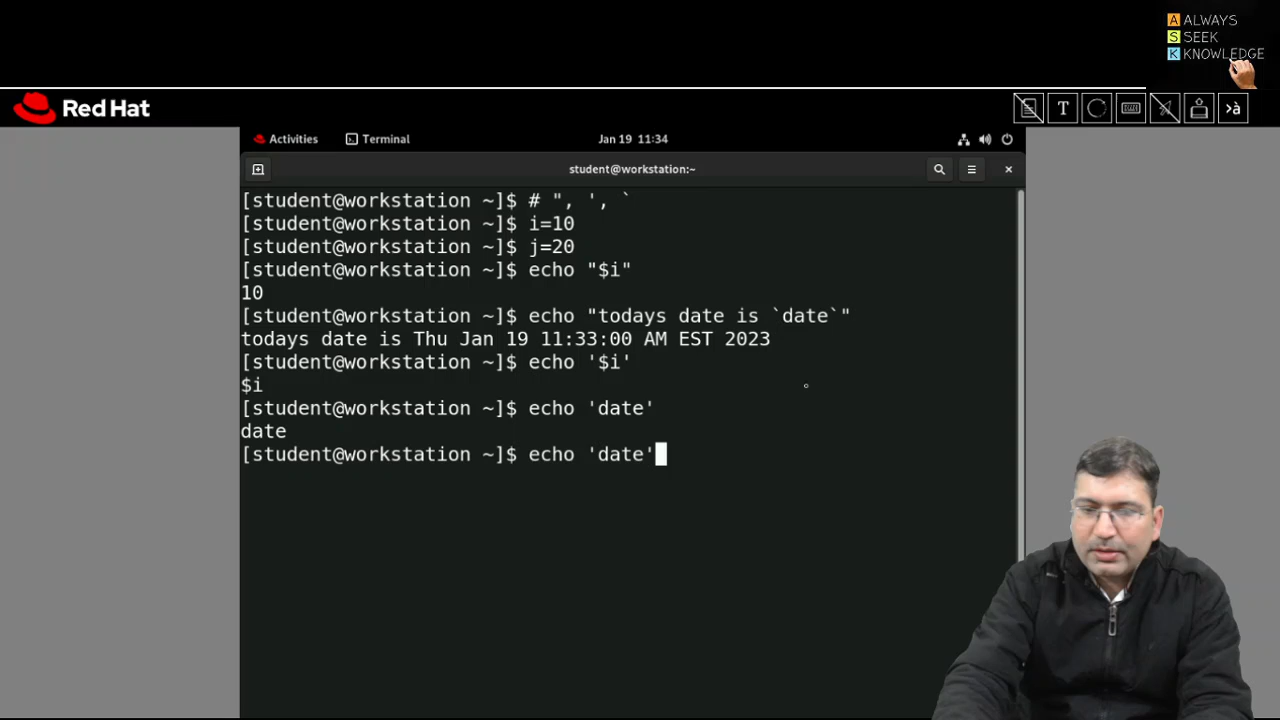 A ALWAYS
S SEEK
K KNOWLEDGE
Red Hat
T
>à
Activities
Terminal
Jan 19 11:34
student@workstation:~
[student@workstation ~]$ # ", ', `
[student@workstation ~]$ i=10
[student@workstation ~]$ j=20
[student@workstation ~]$ echo "$i"
10
[student@workstation ~]$ echo "todays date is `date`"
todays date is Thu Jan 19 11:33:00 AM EST 2023
[student@workstation ~]$ echo '$i'
$i
[student@workstation ~]$ echo 'date'
date
[student@workstation ~]$ echo 'date'